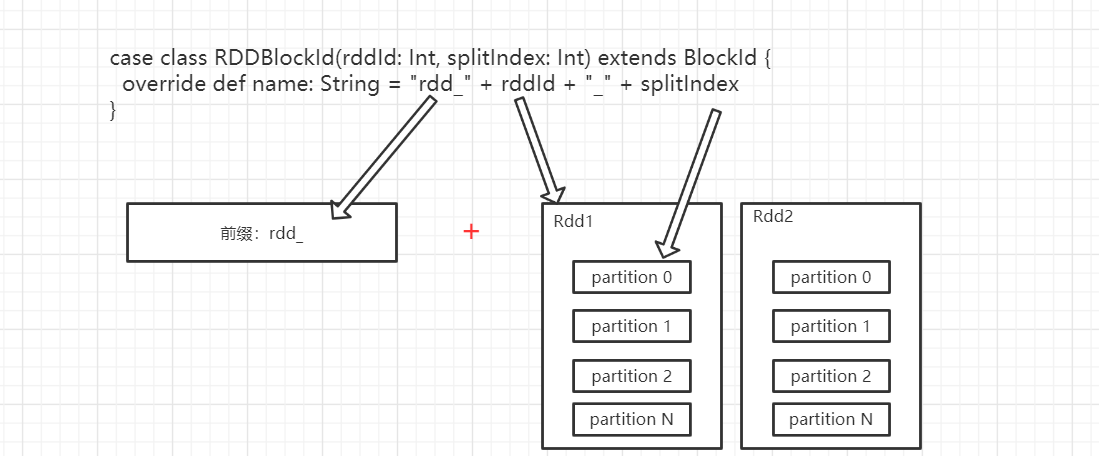 case class RDDBlockId(rddId: Int, splitIndex: Int) extends BlockId {
override def name: String = "rdd_" + rddId + "_" + splitIndex
}
前缀：rdd_
+
Rdd1
partition 0
partition 1
partition 2
partition N
Rdd2
partition 0
partition 1
partition 2
partition N